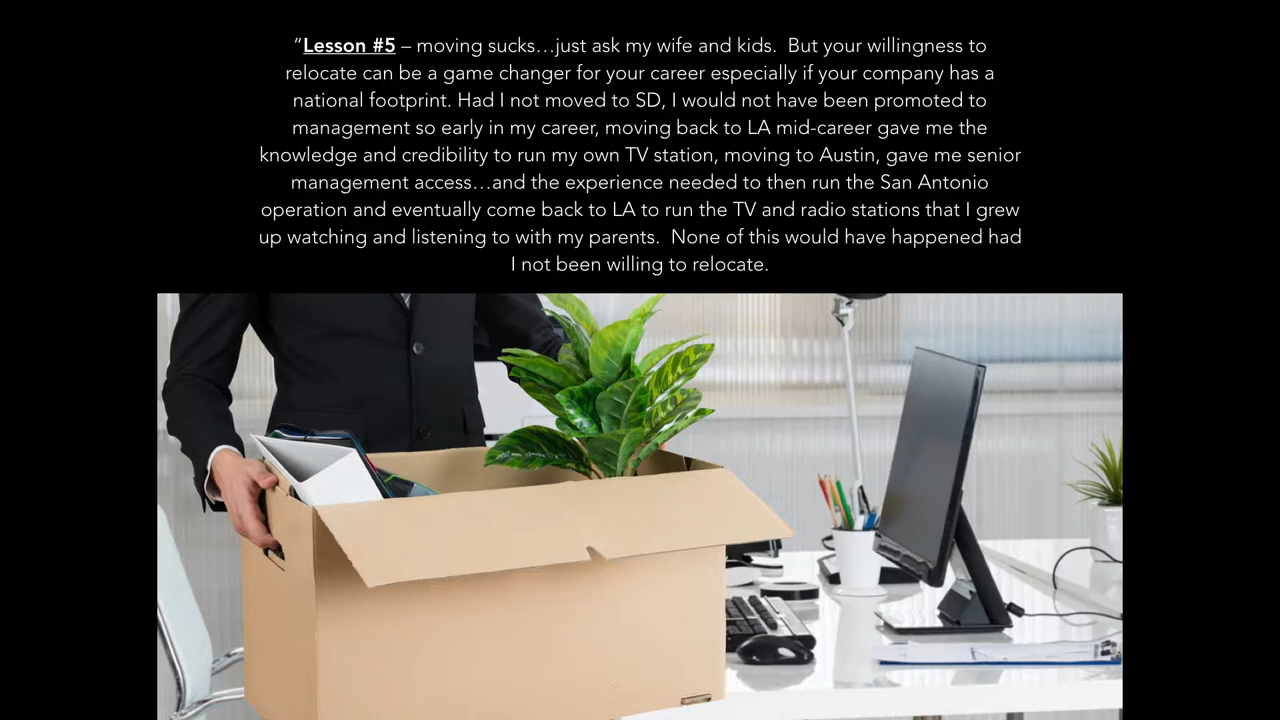 “Lesson #5 – moving sucks…just ask my wife and kids.  But your willingness to
relocate can be a game changer for your career especially if your company has a
national footprint. Had I not moved to SD, I would not have been promoted to
management so early in my career, moving back to LA mid-career gave me the
knowledge and credibility to run my own TV station, moving to Austin, gave me senior
management access…and the experience needed to then run the San Antonio
operation and eventually come back to LA to run the TV and radio stations that I grew
up watching and listening to with my parents.  None of this would have happened had
I not been willing to relocate.